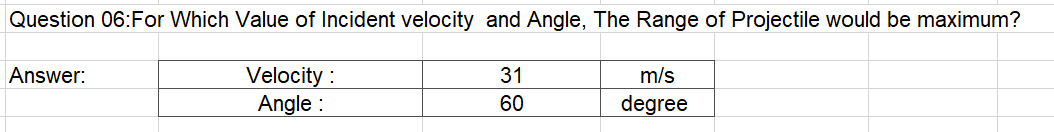 Question 06:For Which Value of Incident velocity  and Angle, The Range of Projectile would be maximum?
Answer: Velocity : 31 m/s
Angle : 60 degree